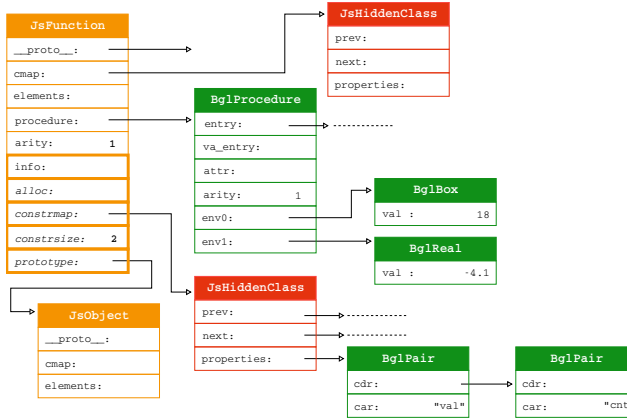 JsFunction
__proto__:
cmap:
elements:
procedure:
arity: 1
info:
alloc:
constrmap:
constrsize: 2
prototype:
JsHiddenClass
prev:
next:
properties:
BglProcedure
entry:
va_entry:
attr:
arity: 1
env0:
env1:
BglBox
val : 18
BglReal
val : -4.1
JsHiddenClass
prev:
next:
properties:
JsObject
__proto__:
cmap:
elements:
BglPair
cdr:
car: "val"
BglPair
cdr:
car: "cnt